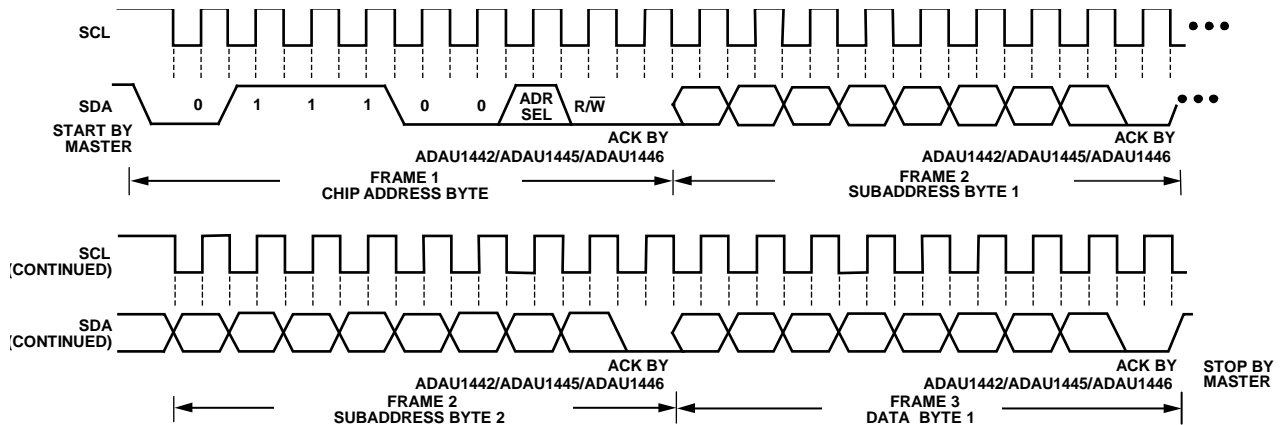 SCL
SDA
0 1 1 1 0 0 ADR SEL R/W̅
START BY
MASTER
ACK BY
ADAU1442/ADAU1445/ADAU1446
ACK BY
ADAU1442/ADAU1445/ADAU1446
FRAME 1
CHIP ADDRESS BYTE
FRAME 2
SUBADDRESS BYTE 1
SCL
(CONTINUED)
SDA
(CONTINUED)
ACK BY
ADAU1442/ADAU1445/ADAU1446
ACK BY
ADAU1442/ADAU1445/ADAU1446
STOP BY
MASTER
FRAME 2
SUBADDRESS BYTE 2
FRAME 3
DATA BYTE 1